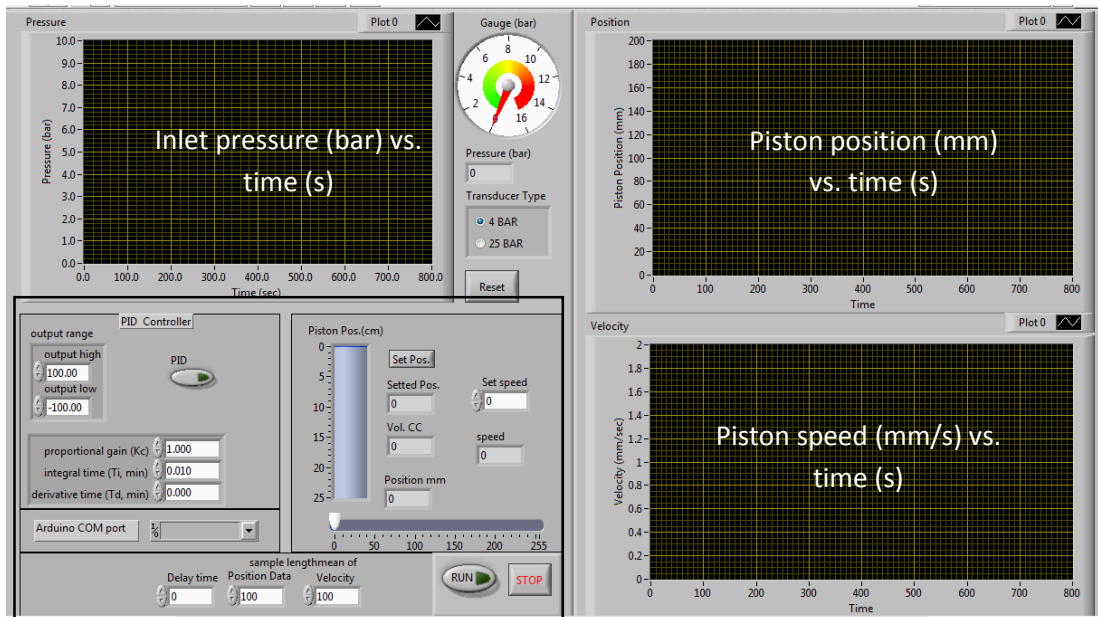 Pressure
Plot 0
10.0
9.0
8.0
7.0
6.0
5.0
4.0
3.0
2.0
1.0
0.0
Pressure (bar)
Inlet pressure (bar) vs.
time (s)
0.0 100.0 200.0 300.0 400.0 500.0 600.0 700.0 800.0
Time (sec)
Gauge (bar)
0 2 4 6 8 10 12 14 16
Pressure (bar)
0
Transducer Type
4 BAR
25 BAR
Reset
Position
Plot 0
200
180
160
140
120
100
80
60
40
20
0
Piston Position (mm)
Piston position (mm)
vs. time (s)
0 100 200 300 400 500 600 700 800
Time
PID Controller
output range
output high
100.00
output low
-100.00
PID
proportional gain (Kc) 1.000
integral time (Ti, min) 0.010
derivative time (Td, min) 0.000
Arduino COM port
Piston Pos.(cm)
0
5
10
15
20
25
Set Pos.
Setted Pos.
0
Vol. CC
0
Position mm
0
Set speed
0
speed
0
0 50 100 150 200 255
sample lengthmean of
Delay time Position Data Velocity
0 100 100
RUN
STOP
Velocity
Plot 0
2
1.8
1.6
1.4
1.2
1
0.8
0.6
0.4
0.2
0
Velocity (mm/sec)
Piston speed (mm/s) vs.
time (s)
0 100 200 300 400 500 600 700 800
Time